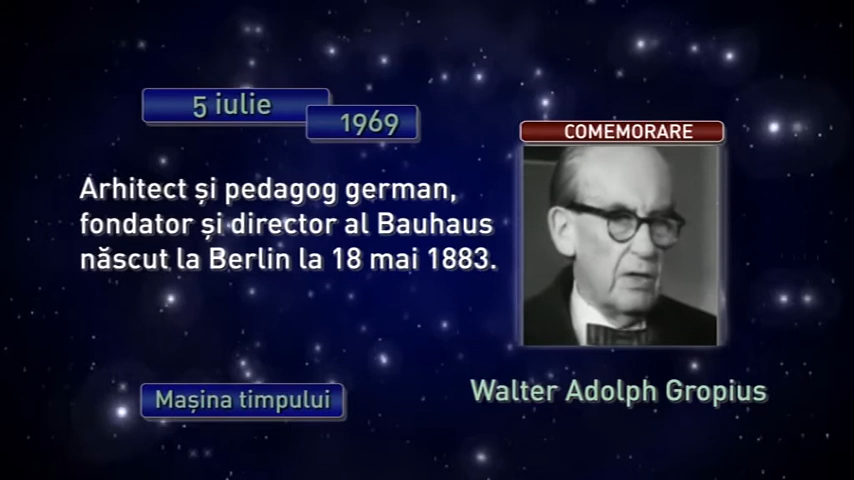 5 iulie
1969
COMEMORARE
Arhitect și pedagog german,
fondator și director al Bauhaus
născut la Berlin la 18 mai 1883.
Walter Adolph Gropius
Mașina timpului